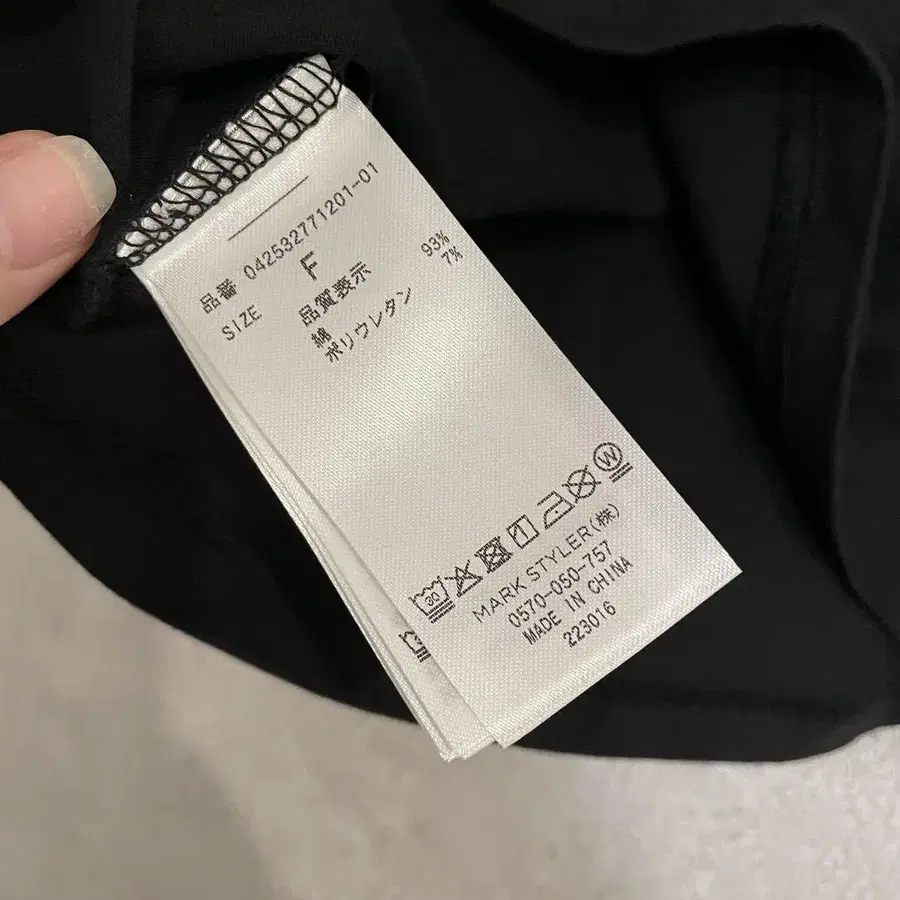 品番 042532771201-01
SIZE F
品質表示
綿 93%
ポリウレタン 7%
30
W
MARK STYLER(株)
0570-050-757
MADE IN CHINA
223016